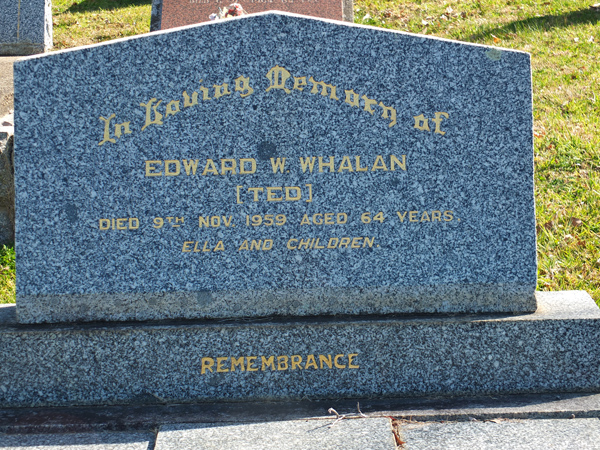 In Loving Memory of
EDWARD W. WHALAN
[TED]
DIED 9TH NOV. 1959 AGED 64 YEARS
ELLA AND CHILDREN.
REMEMBRANCE